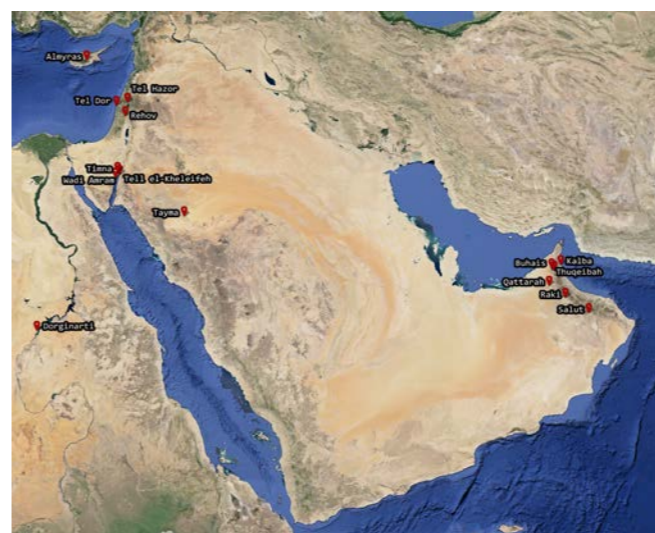 Almyras
Tel Hazor
Tel Dor
Rehov
Timna
Wadi Amram
Tell el-Kheleifeh
Tayma
Buhais
Kalba
Thuqeibah
Qattarah
Raki
Salut
Dorginarti